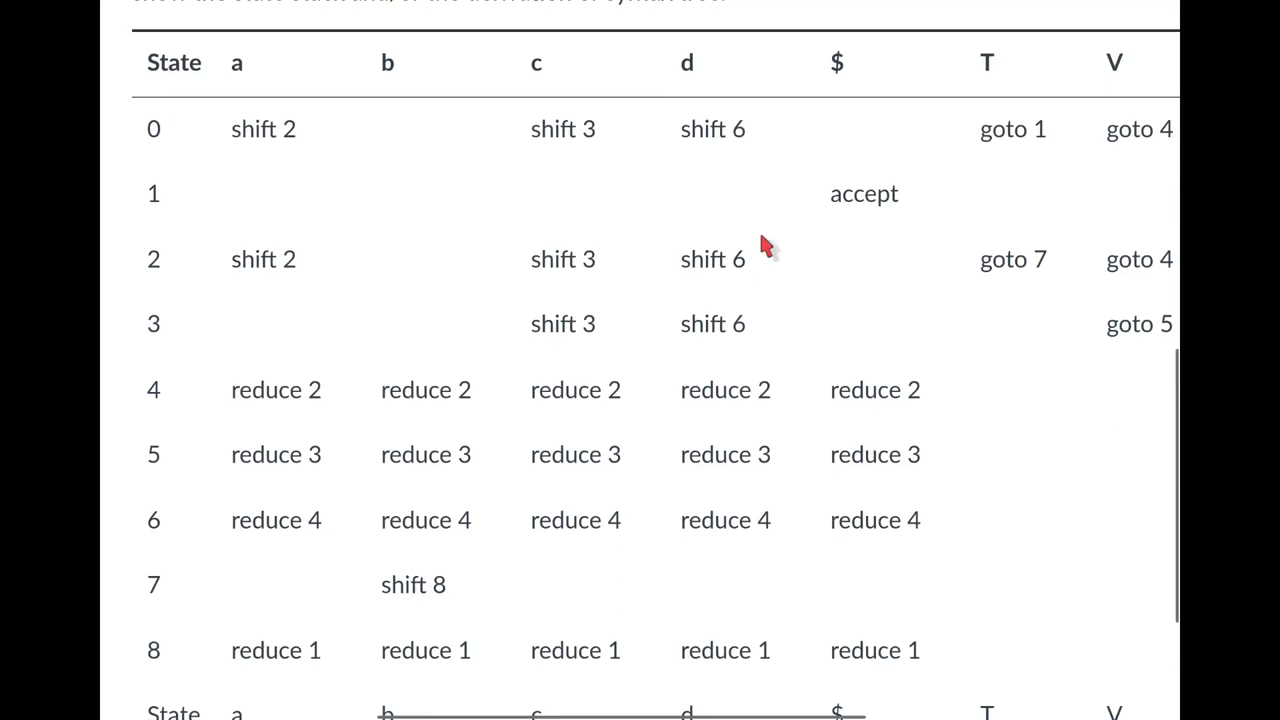 State a b c d $ T V
0 shift 2 shift 3 shift 6 goto 1 goto 4
1 accept
2 shift 2 shift 3 shift 6 goto 7 goto 4
3 shift 3 shift 6 goto 5
4 reduce 2 reduce 2 reduce 2 reduce 2 reduce 2
5 reduce 3 reduce 3 reduce 3 reduce 3 reduce 3
6 reduce 4 reduce 4 reduce 4 reduce 4 reduce 4
7 shift 8
8 reduce 1 reduce 1 reduce 1 reduce 1 reduce 1
State a b c d $ T V